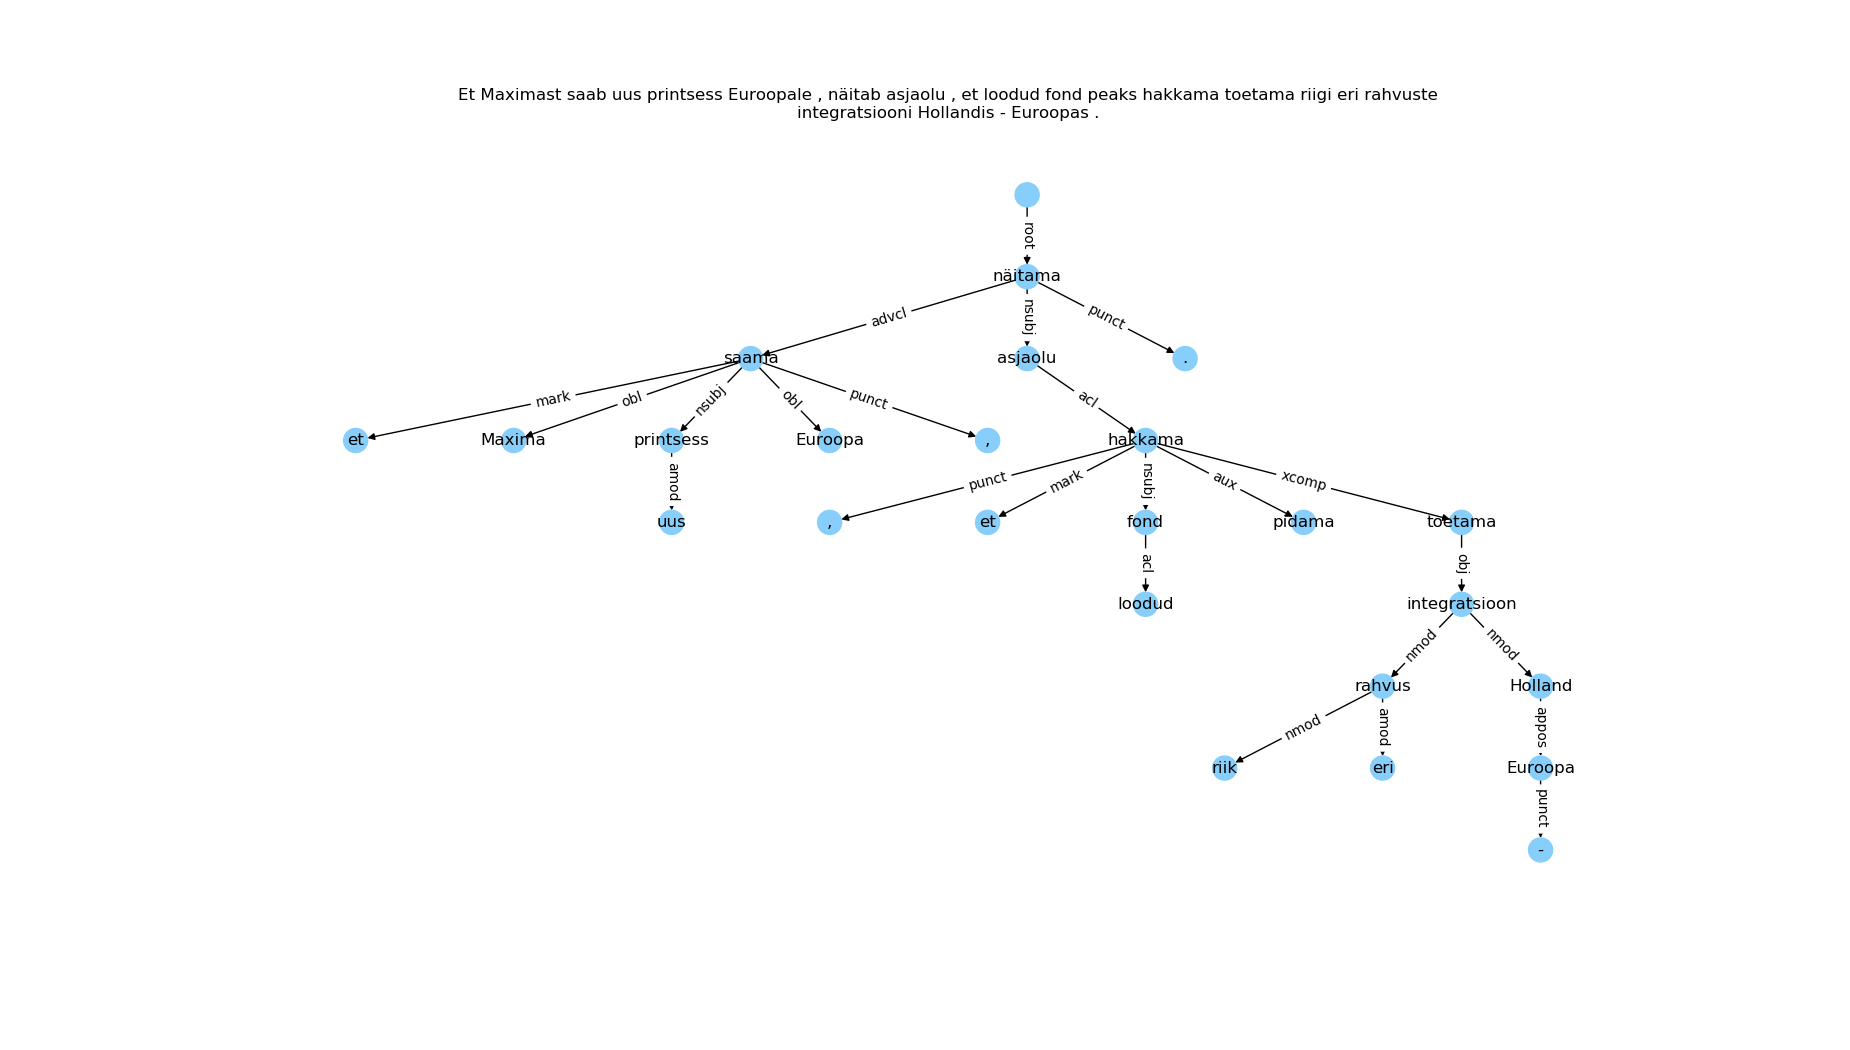 Et Maximast saab uus printsess Euroopale , näitab asjaolu , et loodud fond peaks hakkama toetama riigi eri rahvuste
integratsiooni Hollandis - Euroopas .
root
näitama
advcl
nsubj
punct
saama
asjaolu
.
mark
obl
nsubj
obl
punct
acl
et
Maxima
printsess
Euroopa
,
hakkama
amod
punct
mark
nsubj
aux
xcomp
uus
,
et
fond
pidama
toetama
acl
obj
loodud
integratsioon
nmod
nmod
rahvus
Holland
nmod
amod
appos
riik
eri
Euroopa
punct
-